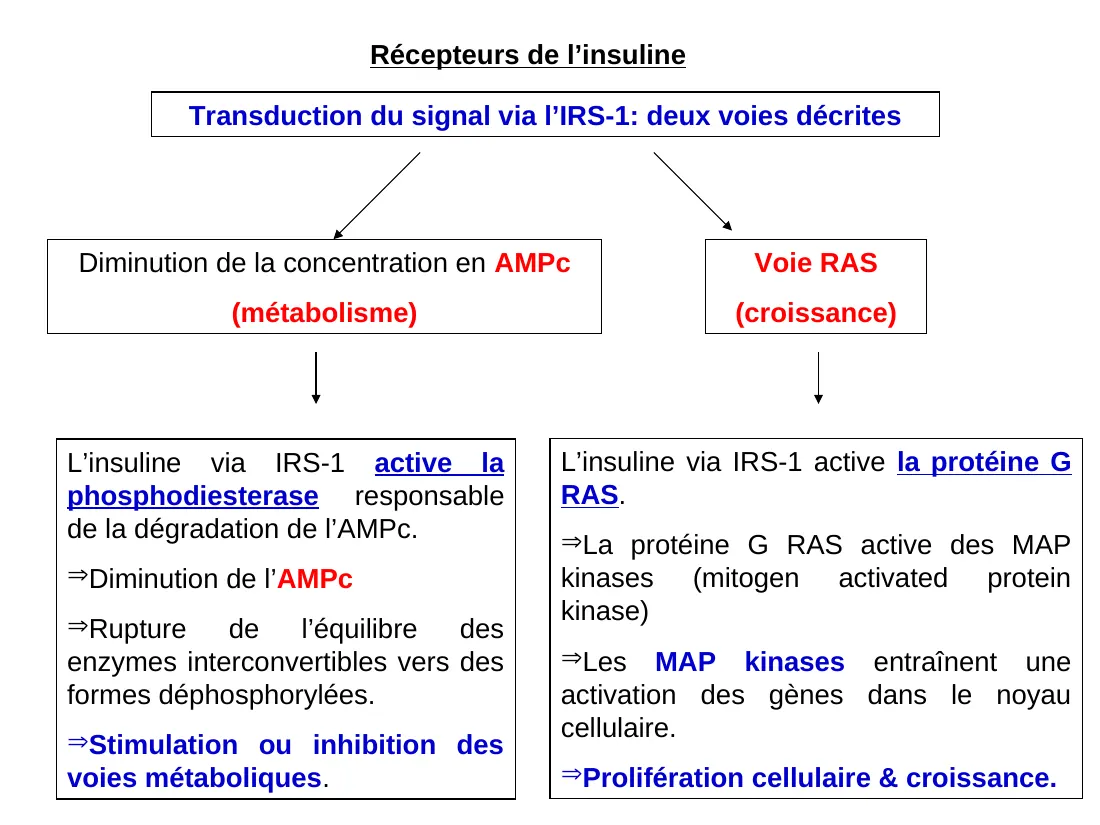 Récepteurs de l’insuline
Transduction du signal via l’IRS-1: deux voies décrites
Diminution de la concentration en AMPc
(métabolisme)
Voie RAS
(croissance)
L’insuline via IRS-1 active la
phosphodiesterase responsable
de la dégradation de l’AMPc.
⇒Diminution de l’AMPc
⇒Rupture de l’équilibre des
enzymes interconvertibles vers des
formes déphosphorylées.
⇒Stimulation ou inhibition des
voies métaboliques.
L’insuline via IRS-1 active la protéine G
RAS.
⇒La protéine G RAS active des MAP
kinases (mitogen activated protein
kinase)
⇒Les MAP kinases entraînent une
activation des gènes dans le noyau
cellulaire.
⇒Prolifération cellulaire & croissance.